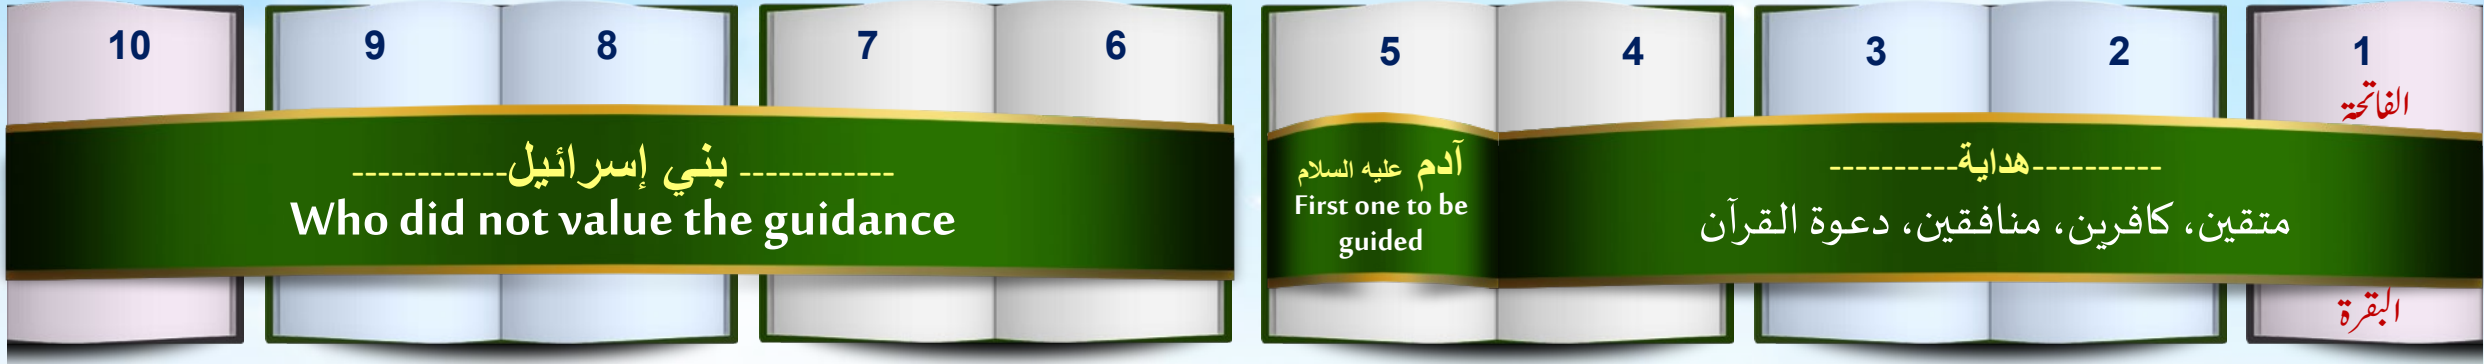 1
2
3
4
5
6
7
8
9
10
الفاتحة
البقرة
----------هداية----------
متقين، كافرين، منافقين، دعوة القرآن
آدم عليه السلام
First one to be
guided
------------ بني إسرائيل------------
Who did not value the guidance